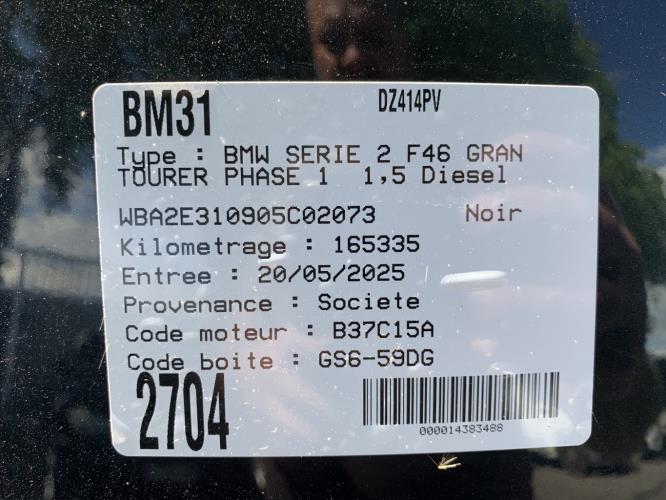 BM31 DZ414PV
Type : BMW SERIE 2 F46 GRAN
TOURER PHASE 1 1,5 Diesel
WBA2E310905C02073 Noir
Kilometrage : 165335
Entree : 20/05/2025
Provenance : Societe
Code moteur : B37C15A
Code boite : GS6-59DG
2704
000014383488